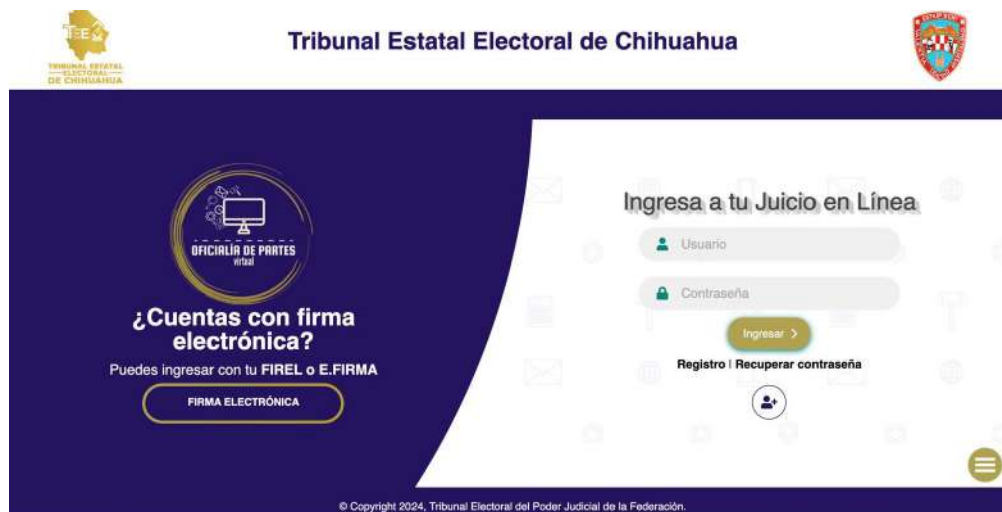 TEE
TRIBUNAL ESTATAL
ELECTORAL
DE CHIHUAHUA
Tribunal Estatal Electoral de Chihuahua
OFICIALÍA DE PARTES
virtual
¿Cuentas con firma
electrónica?
Puedes ingresar con tu FIREL o E.FIRMA
FIRMA ELECTRÓNICA
Ingresa a tu Juicio en Línea
Usuario
Contraseña
Ingresar >
Registro | Recuperar contraseña
© Copyright 2024, Tribunal Electoral del Poder Judicial de la Federación.